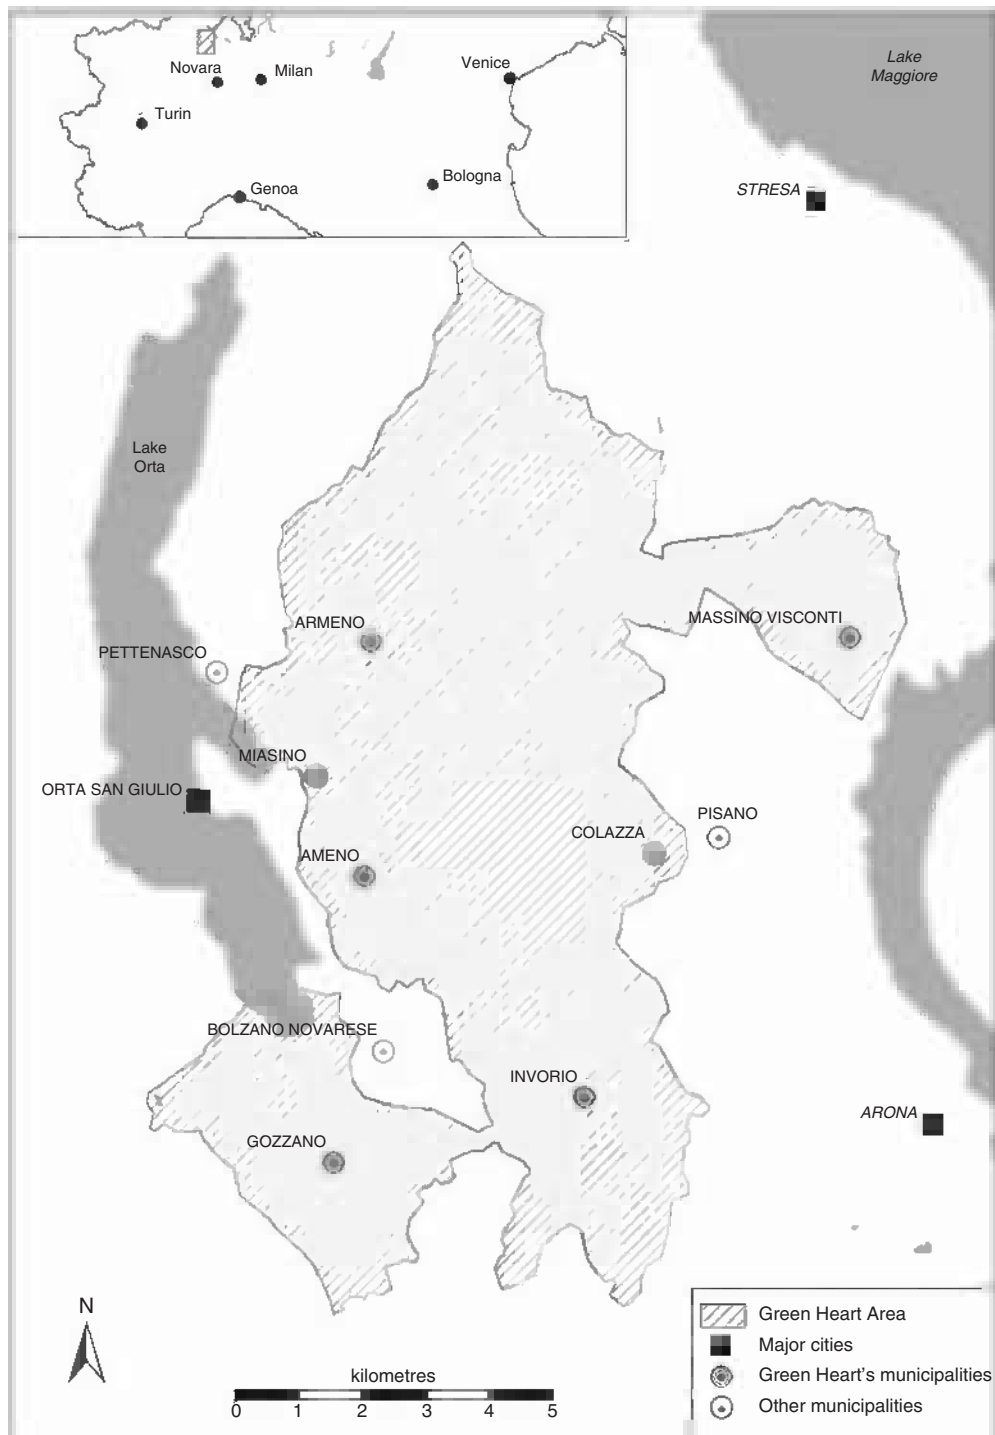 Novara
Milan
Venice
Turin
Genoa
Bologna
Lake
Maggiore
STRESA
Lake
Orta
ARMENO
MASSINO VISCONTI
PETTENASCO
MIASINO
ORTA SAN GIULIO
PISANO
COLAZZA
AMENO
BOLZANO NOVARESE
INVORIO
ARONA
GOZZANO
N
kilometres
0 1 2 3 4 5
Green Heart Area
Major cities
Green Heart's municipalities
Other municipalities